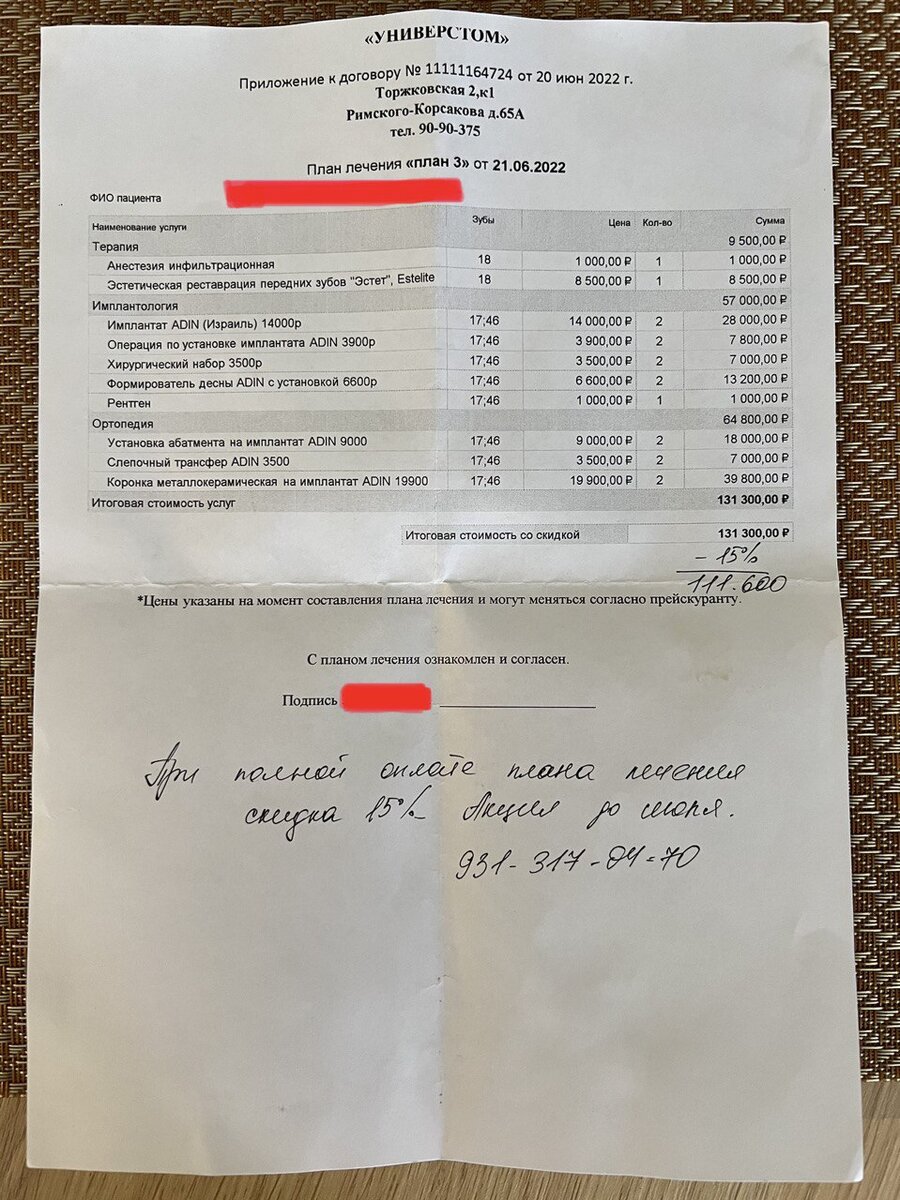 «УНИВЕРСТОМ»
Приложение к договору № 11111164724 от 20 июн 2022 г.
Торжковская 2,к1
Римского-Корсакова д.65А
тел. 90-90-375
План лечения «план 3» от 21.06.2022
ФИО пациента
Наименование услуги Зубы Цена Кол-во Сумма
Терапия 9 500,00 ₽
Анестезия инфильтрационная 18 1 000,00 ₽ 1 1 000,00 ₽
Эстетическая реставрация передних зубов "Эстет", Estelite 18 8 500,00 ₽ 1 8 500,00 ₽
Имплантология 57 000,00 ₽
Имплантат ADIN (Израиль) 14000р 17;46 14 000,00 ₽ 2 28 000,00 ₽
Операция по установке имплантата ADIN 3900р 17;46 3 900,00 ₽ 2 7 800,00 ₽
Хирургический набор 3500р 17;46 3 500,00 ₽ 2 7 000,00 ₽
Формирователь десны ADIN с установкой 6600р 17;46 6 600,00 ₽ 2 13 200,00 ₽
Рентген 17;46 1 000,00 ₽ 1 1 000,00 ₽
Ортопедия 64 800,00 ₽
Установка абатмента на имплантат ADIN 9000 17;46 9 000,00 ₽ 2 18 000,00 ₽
Слепочный трансфер ADIN 3500 17;46 3 500,00 ₽ 2 7 000,00 ₽
Коронка металлокерамическая на имплантат ADIN 19900 17;46 19 900,00 ₽ 2 39 800,00 ₽
Итоговая стоимость услуг 131 300,00 ₽
Итоговая стоимость со скидкой 131 300,00 ₽
- 15%
111.600
*Цены указаны на момент составления плана лечения и могут меняться согласно прейскуранту.
С планом лечения ознакомлен и согласен.
Подпись
При полной оплате плана лечения
скидка 15% Акция до июля.
931-317-04-70